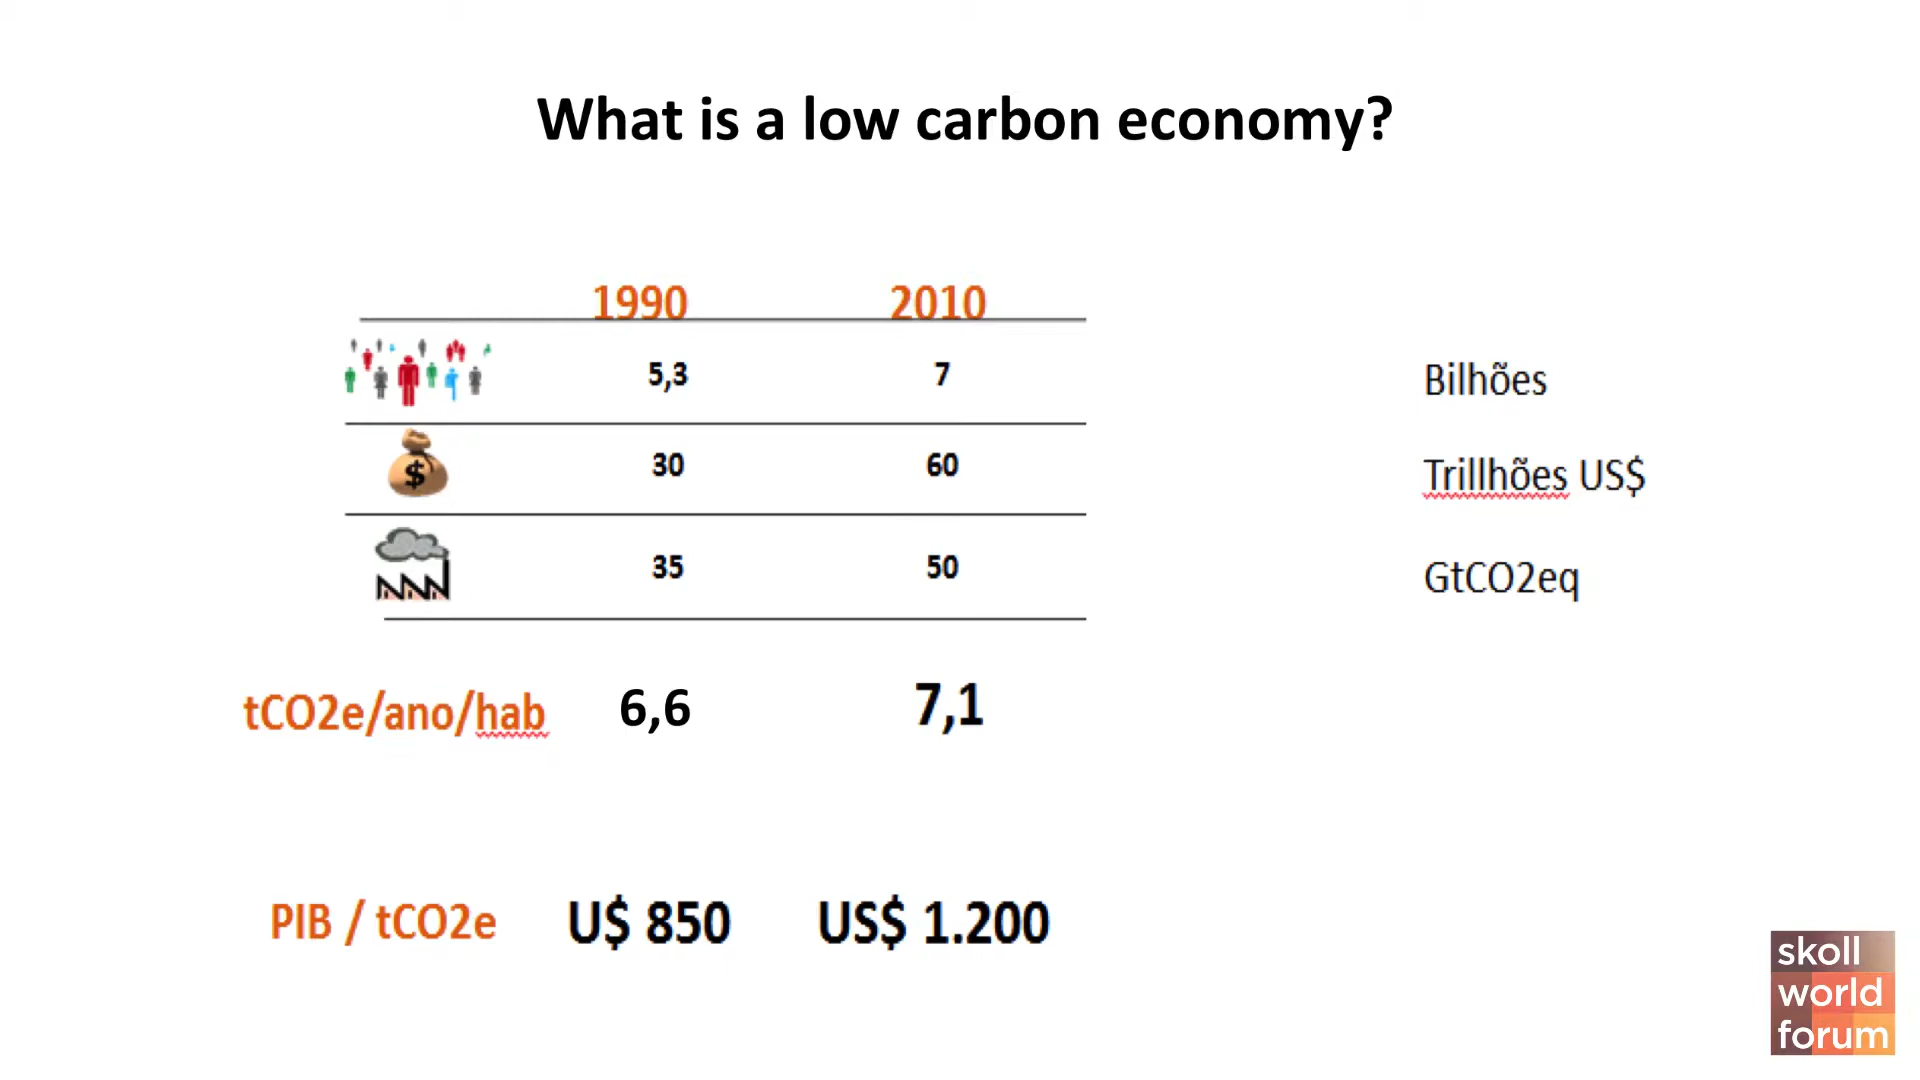 What is a low carbon economy?
1990 2010
5,3 7 Bilhões
$ 30 60 Trillhões US$
35 50 GtCO2eq
tCO2e/ano/hab 6,6 7,1
PIB / tCO2e U$ 850 US$ 1.200
skoll
world
forum